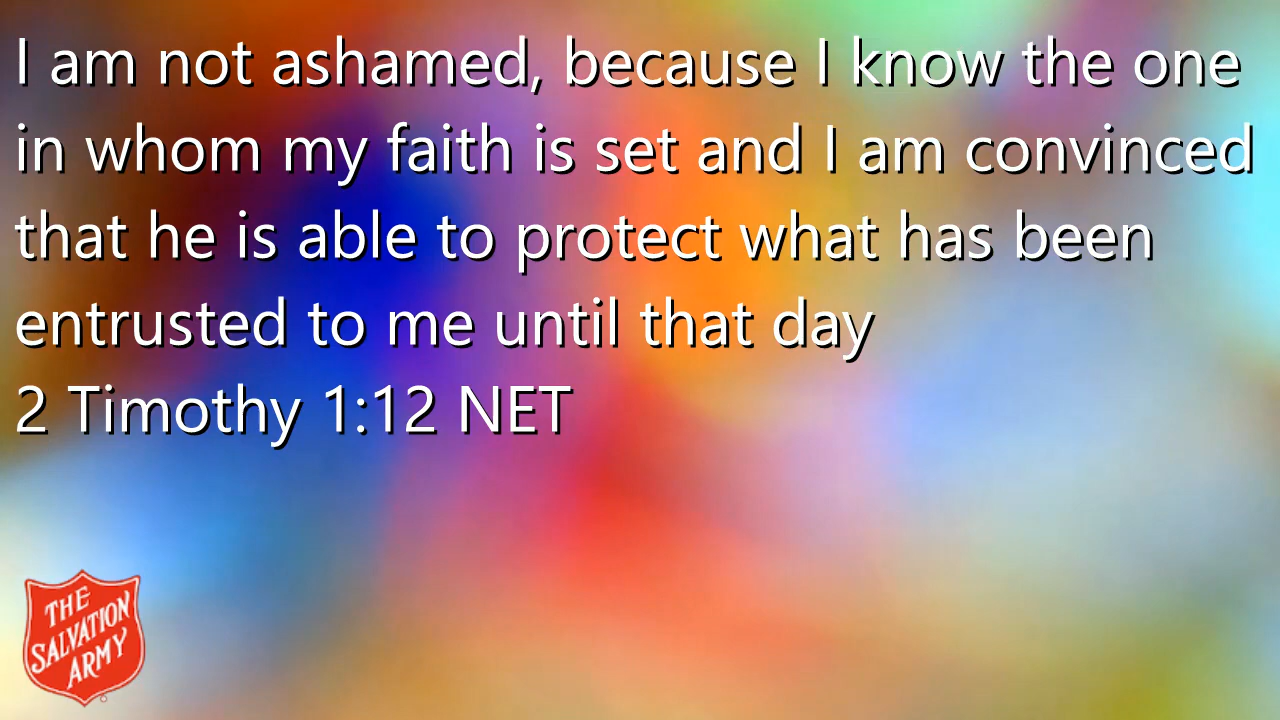 I am not ashamed, because I know the one
in whom my faith is set and I am convinced
that he is able to protect what has been
entrusted to me until that day
2 Timothy 1:12 NET
THE
SALVATION
ARMY
®